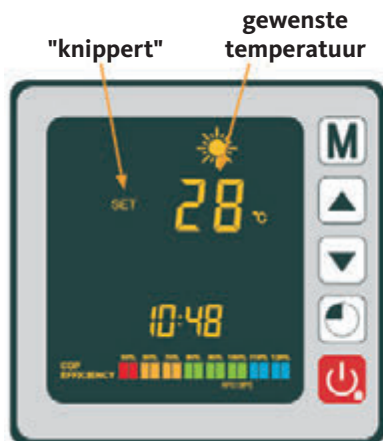 gewenste
"knippert" temperatuur
M
SET 28 °C
10:48
COP
EFFICIENCY